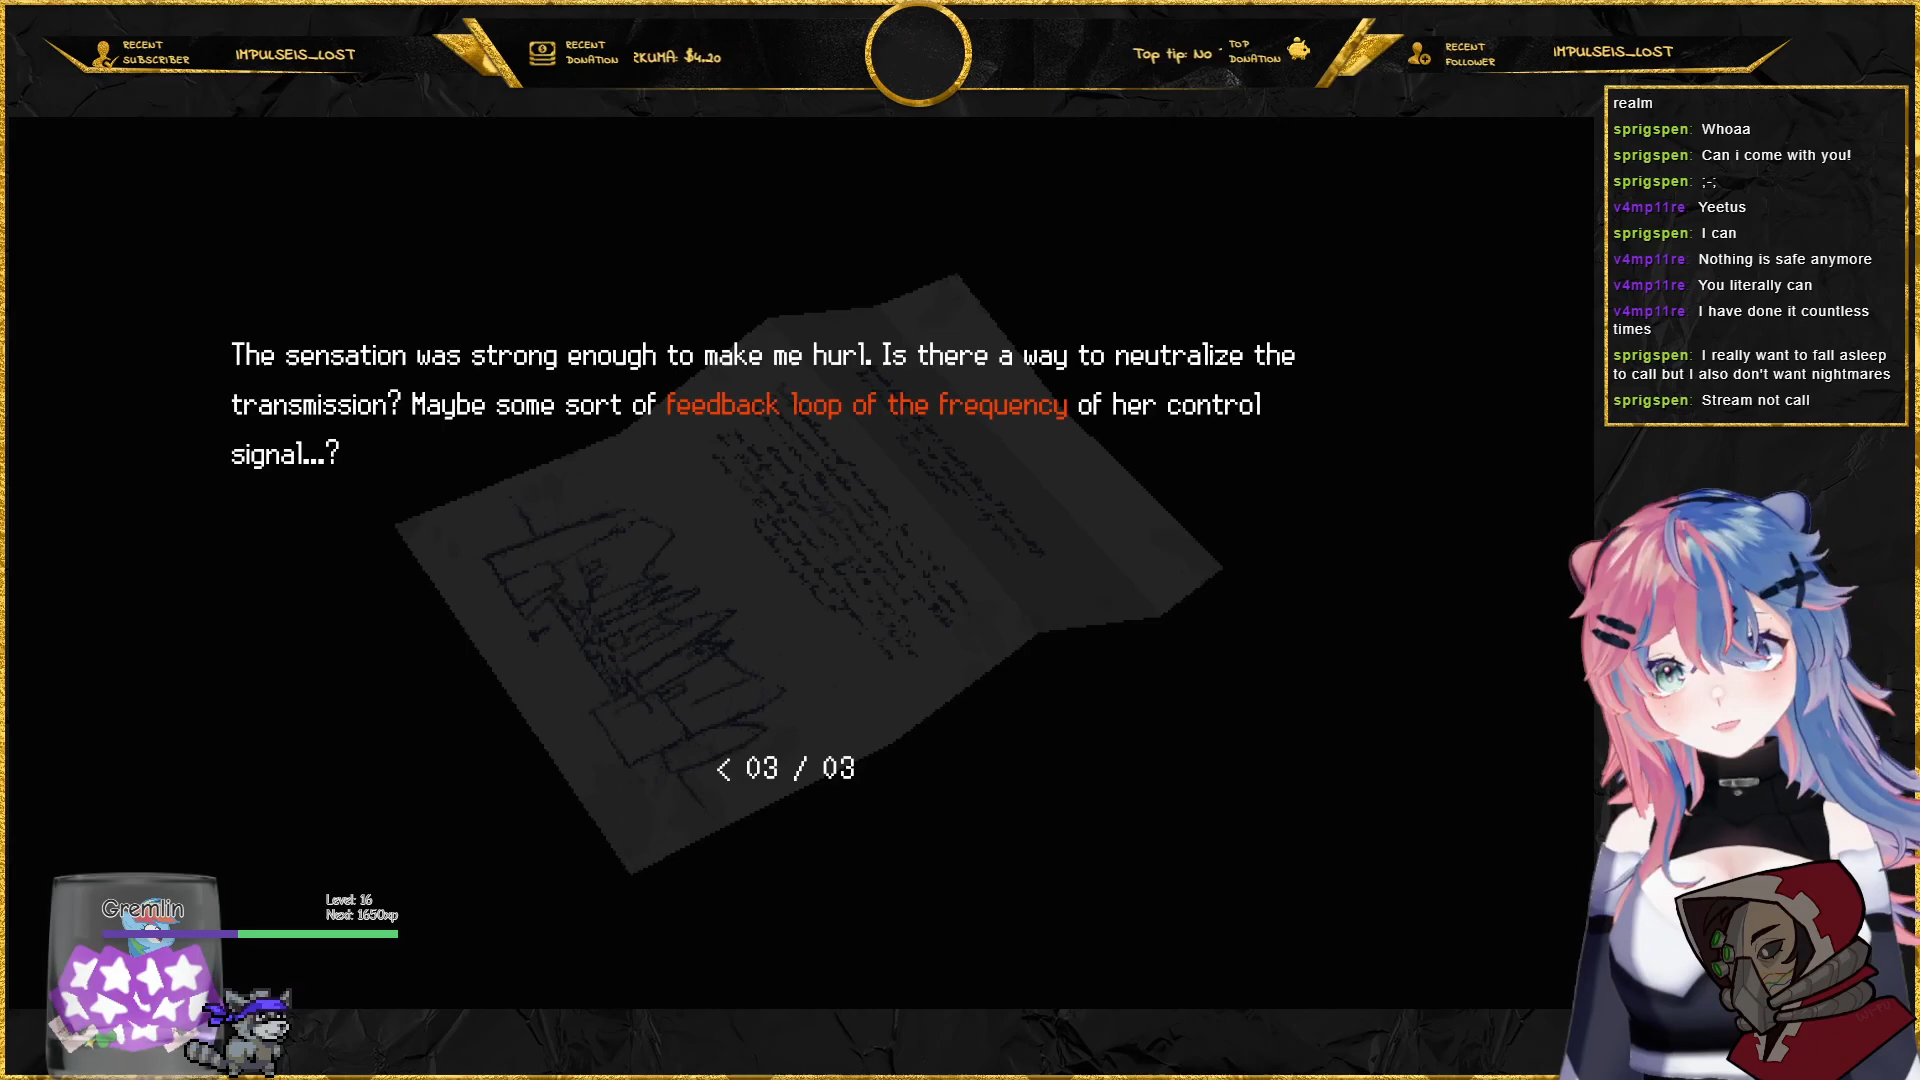 RECENT
SUBSCRIBER
IMPULSEIS_LOST
RECENT
DONATION
RKUMA: $4.20
Top tip: No
TOP
DONATION
RECENT
FOLLOWER
IMPULSEIS_LOST
realm
sprigspen: Whoaa
sprigspen: Can i come with you!
sprigspen: ;-;
v4mp11re: Yeetus
sprigspen: I can
v4mp11re: Nothing is safe anymore
v4mp11re: You literally can
v4mp11re: I have done it countless
times
sprigspen: I really want to fall asleep
to call but I also don't want nightmares
sprigspen: Stream not call
The sensation was strong enough to make me hurl. Is there a way to neutralize the
transmission? Maybe some sort of feedback loop of the frequency of her control
signal...?
< 03 / 03
Gremlin
Level: 16
Next: 1650xp